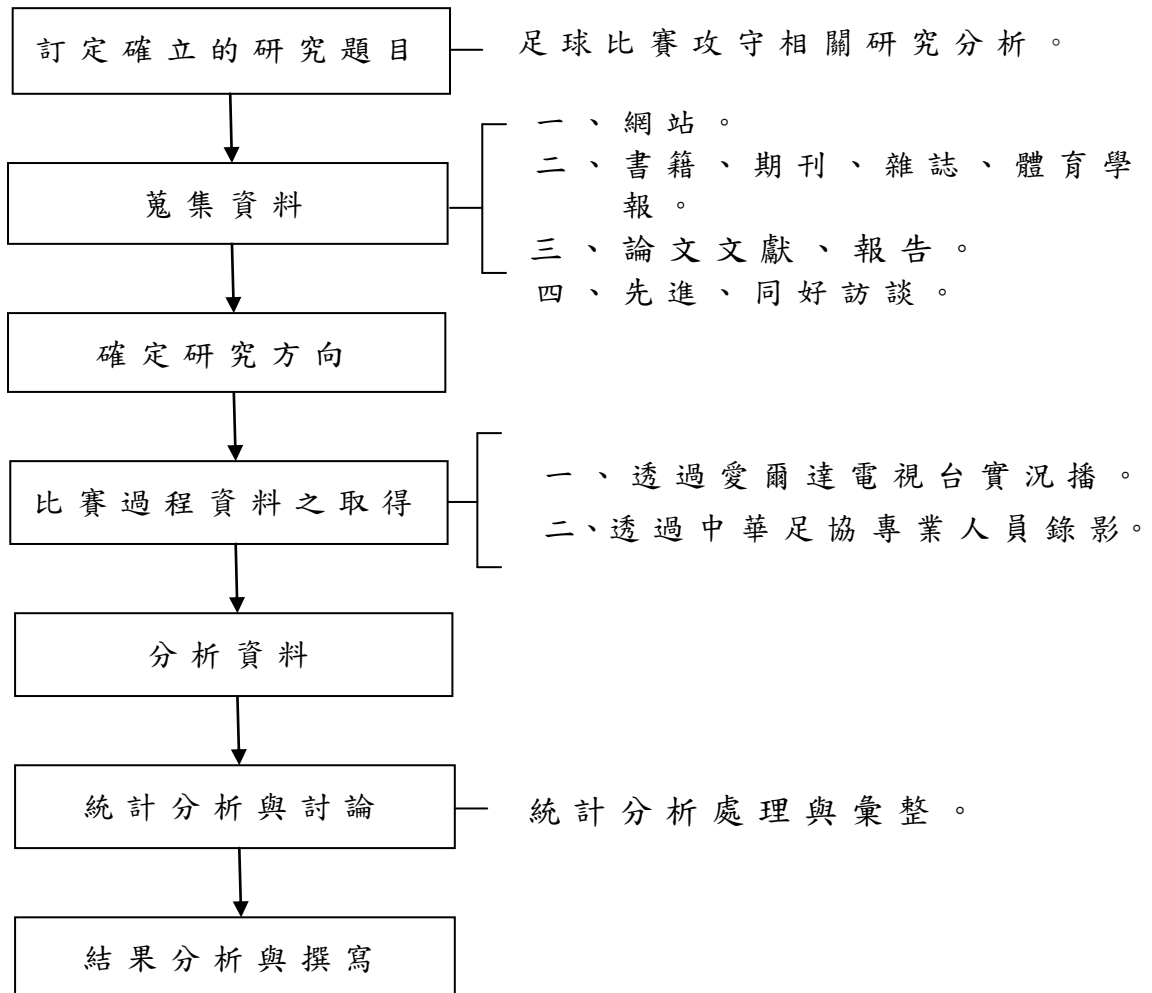 訂定確立的研究題目
足球比賽攻守相關研究分析。
蒐集資料
一、網站。
二、書籍、期刊、雜誌、體育學
報。
三、論文文獻、報告。
四、先進、同好訪談。
確定研究方向
比賽過程資料之取得
一、透過愛爾達電視台實況播。
二、透過中華足協專業人員錄影。
分析資料
統計分析與討論
統計分析處理與彙整。
結果分析與撰寫